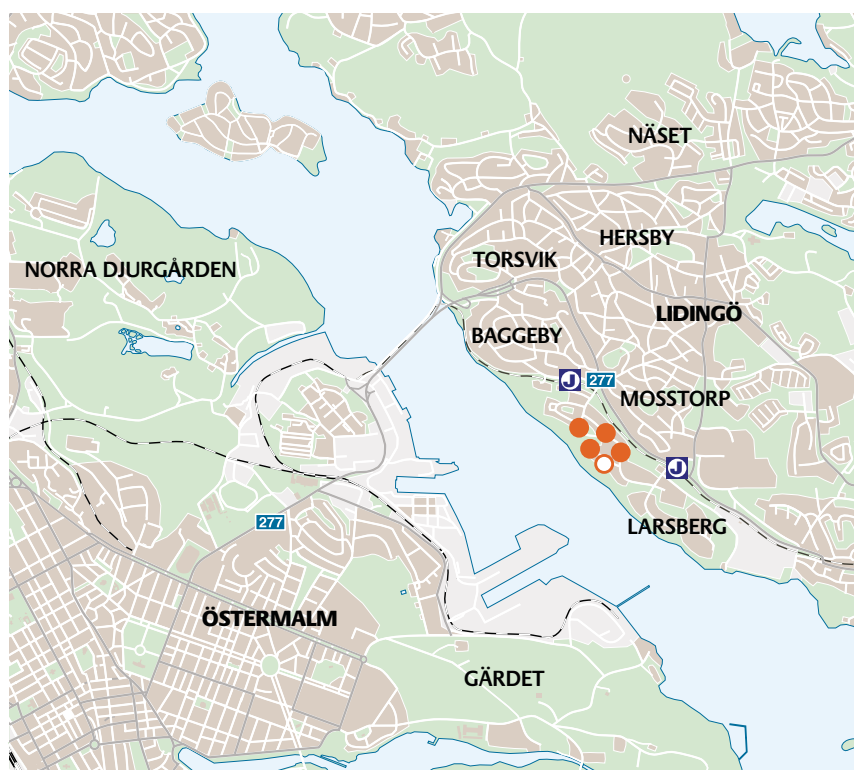 NÄSET
HERSBY
TORSVIK
NORRA DJURGÅRDEN
LIDINGÖ
BAGGEBY
J
277
MOSSTORP
J
LARSBERG
277
ÖSTERMALM
GÄRDET